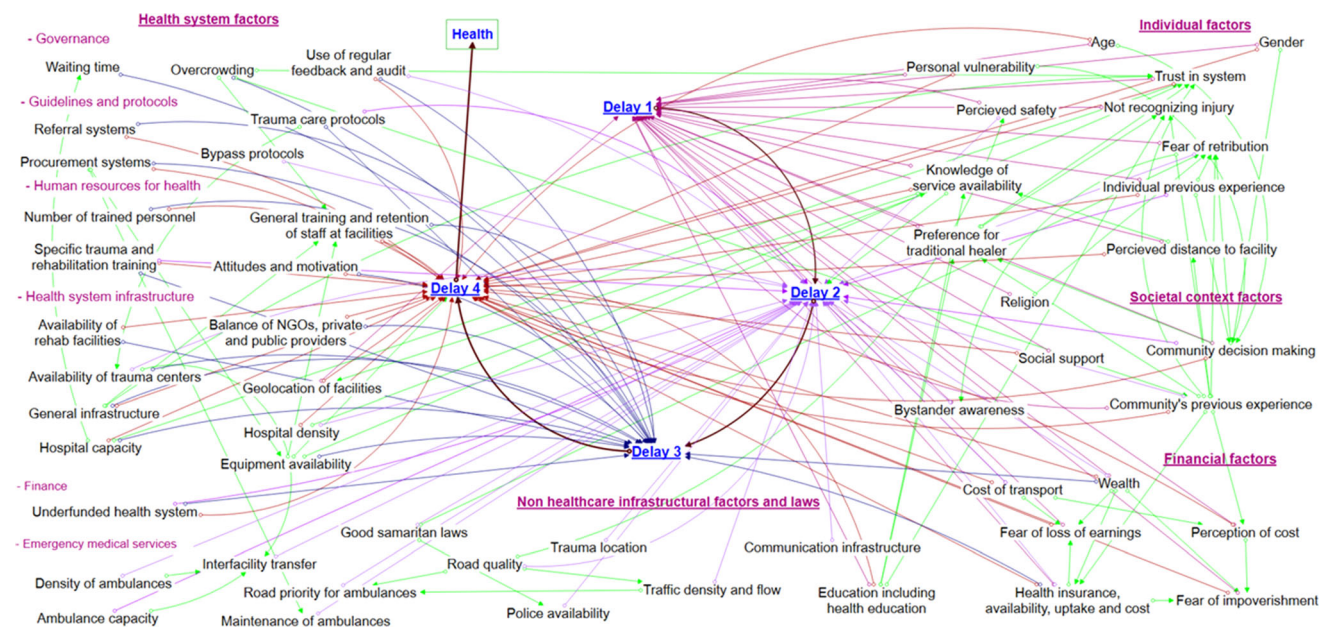 Health system factors
Health
Individual factors
- Governance
Waiting time
Overcrowding
Use of regular
feedback and audit
Age
Gender
Personal vulnerability
Trust in system
- Guidelines and protocols
Referral systems
Trauma care protocols
Delay 1
Percieved safety
Not recognizing injury
Procurement systems
Bypass protocols
Fear of retribution
- Human resources for health
Knowledge of
service availability
Individual previous experience
Number of trained personnel
General training and retention
of staff at facilities
Preference for
traditional healer
Percieved distance to facility
Specific trauma and
rehabilitation training
Attitudes and motivation
Delay 4
Delay 2
Religion
Societal context factors
- Health system infrastructure
Availability of
rehab facilities
Balance of NGOs, private
and public providers
Social support
Community decision making
Availability of trauma centers
Geolocation of facilities
General infrastructure
Bystander awareness
Community's previous experience
Hospital density
Hospital capacity
Equipment availability
Delay 3
Financial factors
- Finance
Underfunded health system
Non healthcare infrastructural factors and laws
Cost of transport
Wealth
Good samaritan laws
Fear of loss of earnings
Perception of cost
- Emergency medical services
Interfacility transfer
Trauma location
Communication infrastructure
Density of ambulances
Road quality
Road priority for ambulances
Traffic density and flow
Education including
health education
Health insurance,
availability, uptake and cost
Fear of impoverishment
Ambulance capacity
Maintenance of ambulances
Police availability